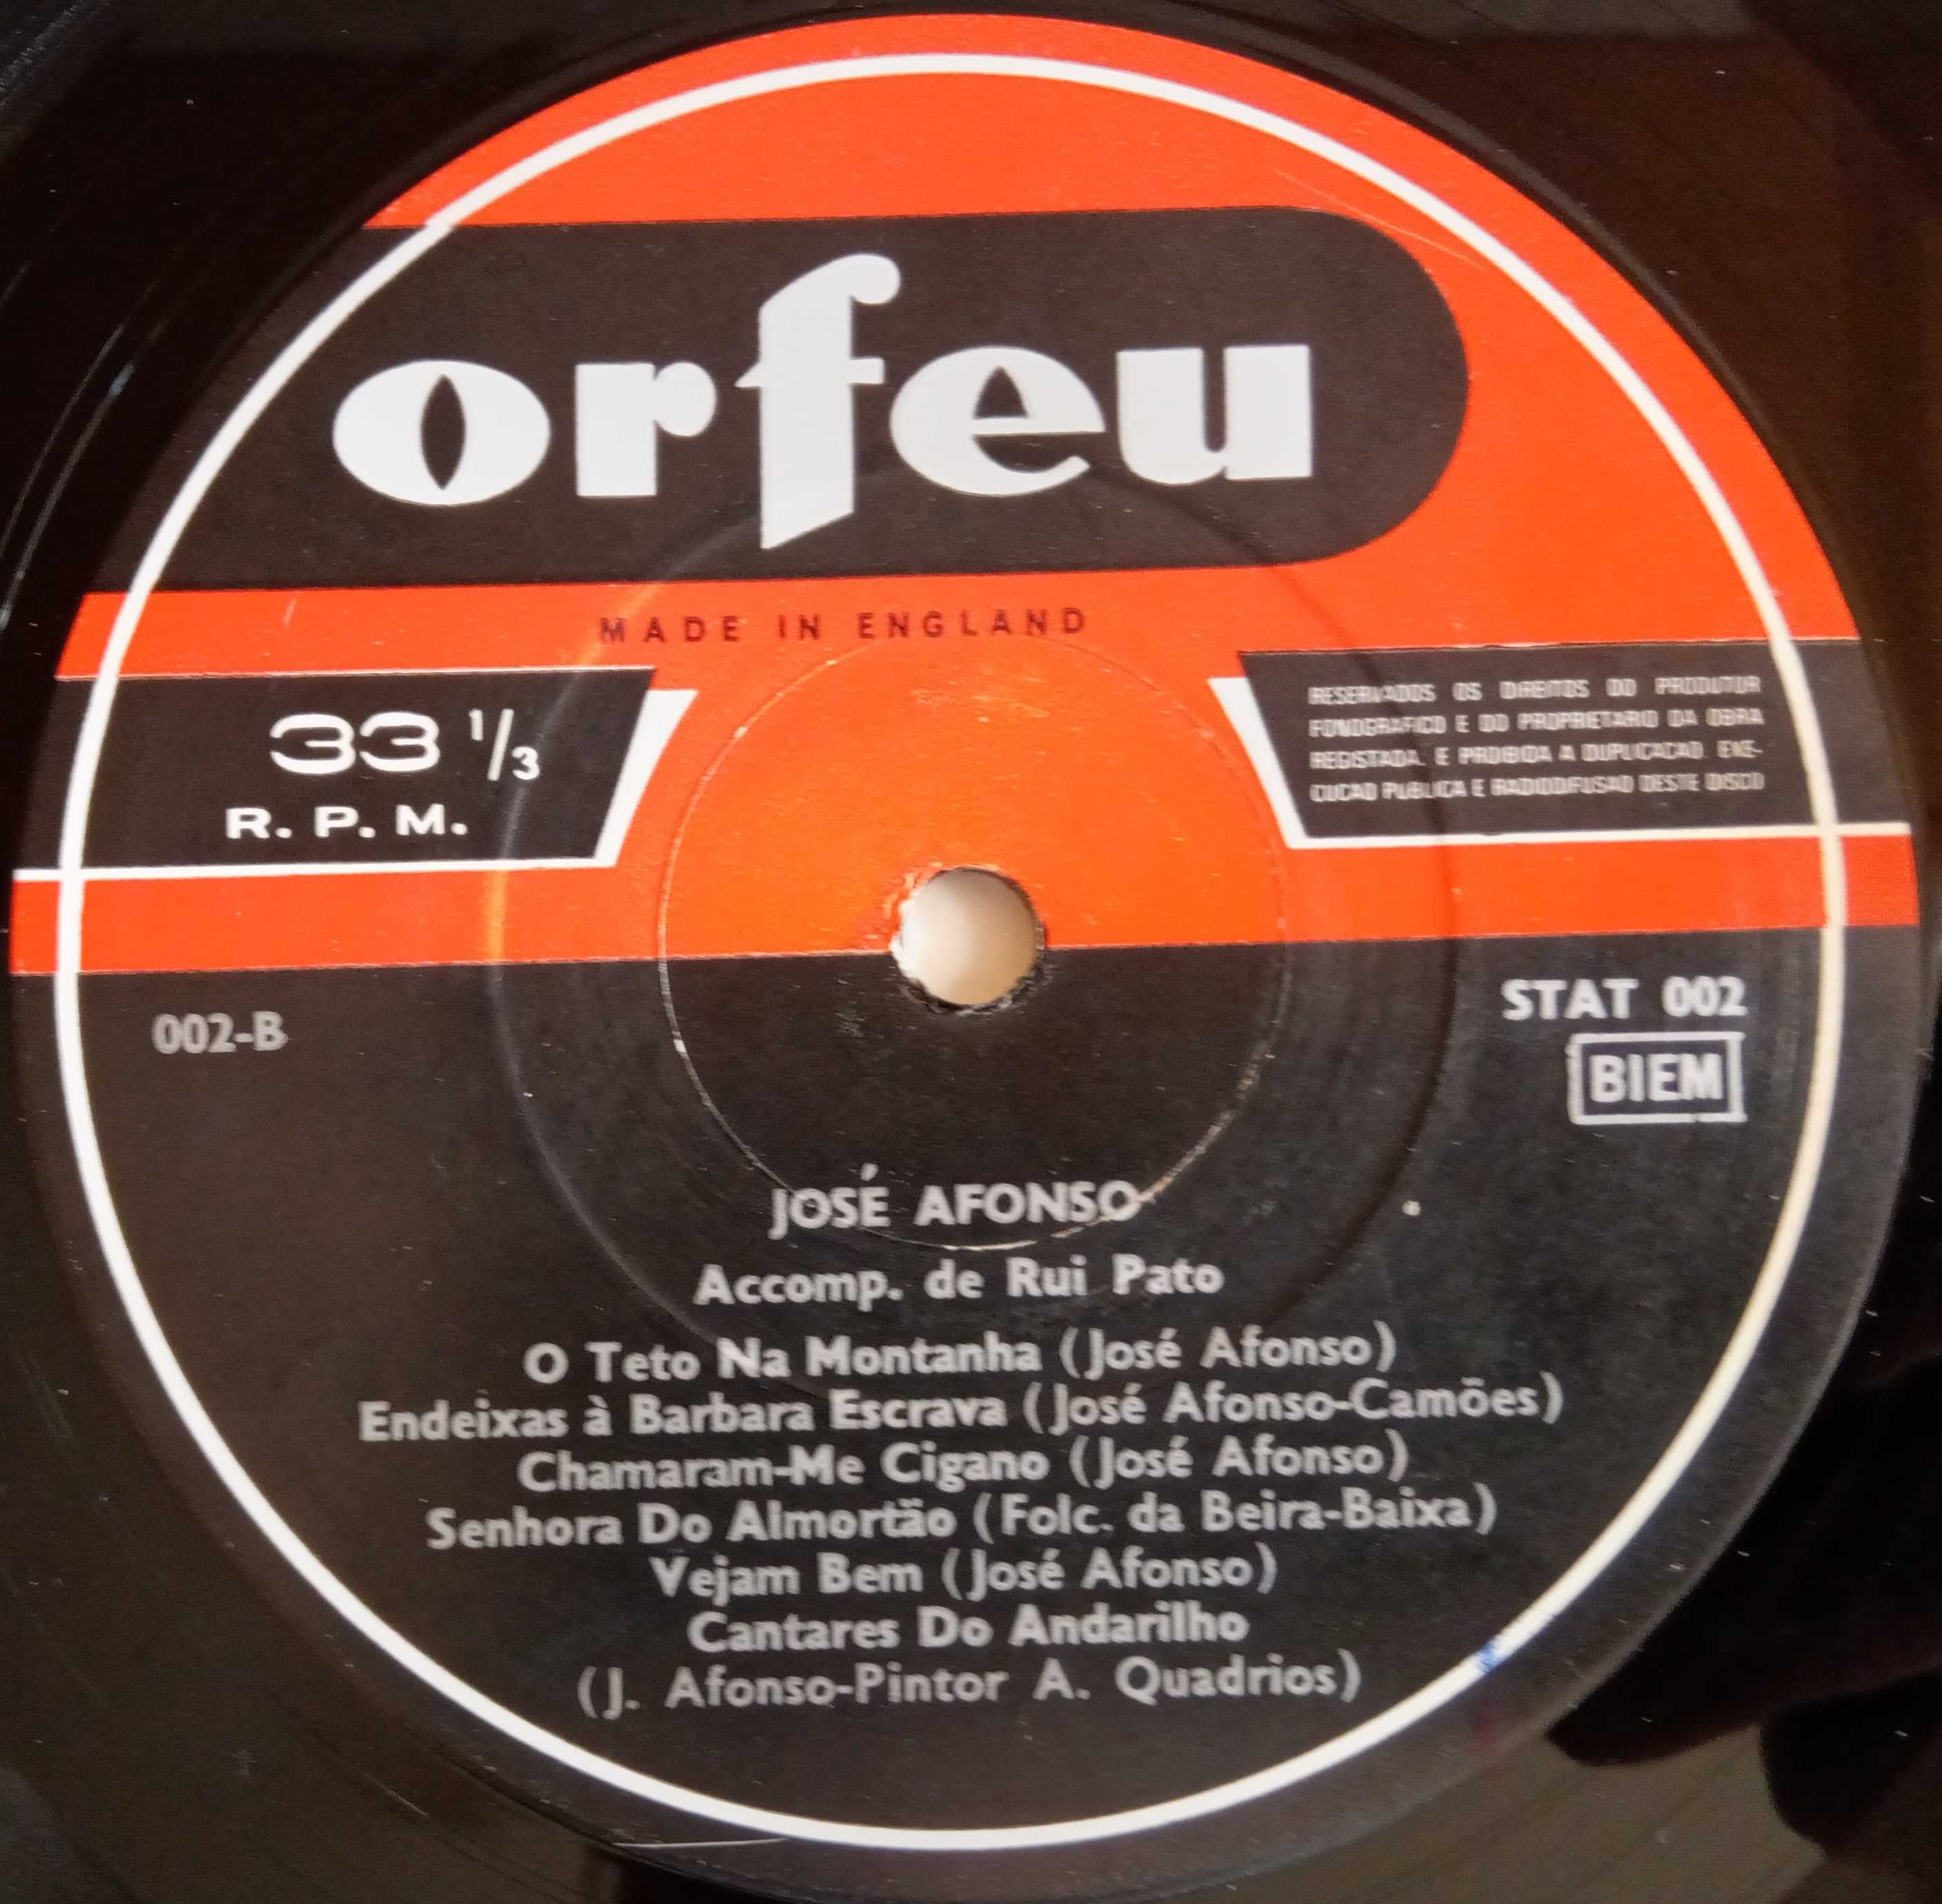 orfeu
MADE IN ENGLAND
33 1/3
R. P. M.
RESERVADOS OS DIREITOS DO PRODUTOR
FONOGRAFICO E DO PROPRIETARIO DA OBRA
REGISTADA. E PROIBIDA A DUPLICACAO. EXE-
CUCAO PUBLICA E RADIODIFUSAO DESTE DISCO
002-B
STAT 002
BIEM
JOSÉ AFONSO
Accomp. de Rui Pato
O Teto Na Montanha (José Afonso)
Endeixas à Barbara Escrava (José Afonso-Camões)
Chamaram-Me Cigano (José Afonso)
Senhora Do Almortão (Folc. da Beira-Baixa)
Vejam Bem (José Afonso)
Cantares Do Andarilho
(J. Afonso-Pintor A. Quadrios)